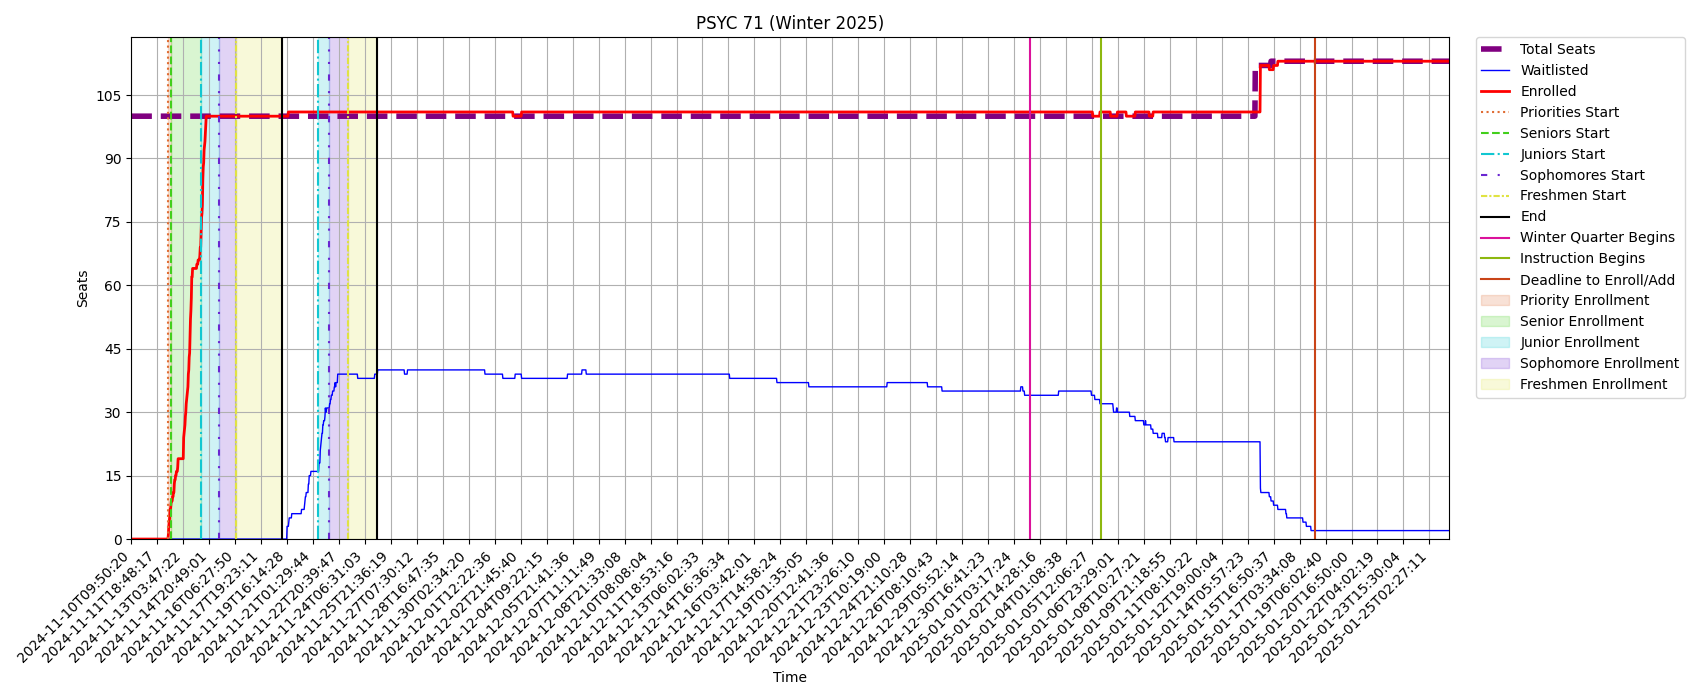 PSYC 71 (Winter 2025)
Seats
105
90
75
60
45
30
15
0
2024-11-10T09:50:20
2024-11-11T18:48:17
2024-11-13T03:47:22
2024-11-14T20:49:01
2024-11-16T06:27:50
2024-11-17T19:23:11
2024-11-19T16:14:28
2024-11-21T01:29:44
2024-11-22T20:39:47
2024-11-24T06:31:03
2024-11-25T21:36:19
2024-11-27T07:30:12
2024-11-28T16:47:35
2024-11-30T02:34:20
2024-12-01T12:22:36
2024-12-02T21:45:40
2024-12-04T09:22:15
2024-12-05T21:41:36
2024-12-07T11:11:49
2024-12-08T21:33:08
2024-12-10T08:08:04
2024-12-11T18:53:16
2024-12-13T06:02:33
2024-12-14T16:36:34
2024-12-16T03:42:01
2024-12-17T14:58:24
2024-12-19T01:35:05
2024-12-20T12:41:36
2024-12-21T23:26:10
2024-12-23T10:19:00
2024-12-24T21:10:28
2024-12-26T08:10:43
2024-12-29T05:52:14
2024-12-30T16:41:23
2025-01-01T03:17:24
2025-01-02T14:28:16
2025-01-04T01:08:38
2025-01-05T12:06:27
2025-01-06T23:29:01
2025-01-08T10:27:21
2025-01-09T21:18:55
2025-01-11T08:10:22
2025-01-12T19:00:04
2025-01-14T05:57:23
2025-01-15T16:50:37
2025-01-17T03:34:08
2025-01-19T06:02:40
2025-01-20T16:50:00
2025-01-22T04:02:19
2025-01-23T15:30:04
2025-01-25T02:27:11
Time
Total Seats
Waitlisted
Enrolled
Priorities Start
Seniors Start
Juniors Start
Sophomores Start
Freshmen Start
End
Winter Quarter Begins
Instruction Begins
Deadline to Enroll/Add
Priority Enrollment
Senior Enrollment
Junior Enrollment
Sophomore Enrollment
Freshmen Enrollment